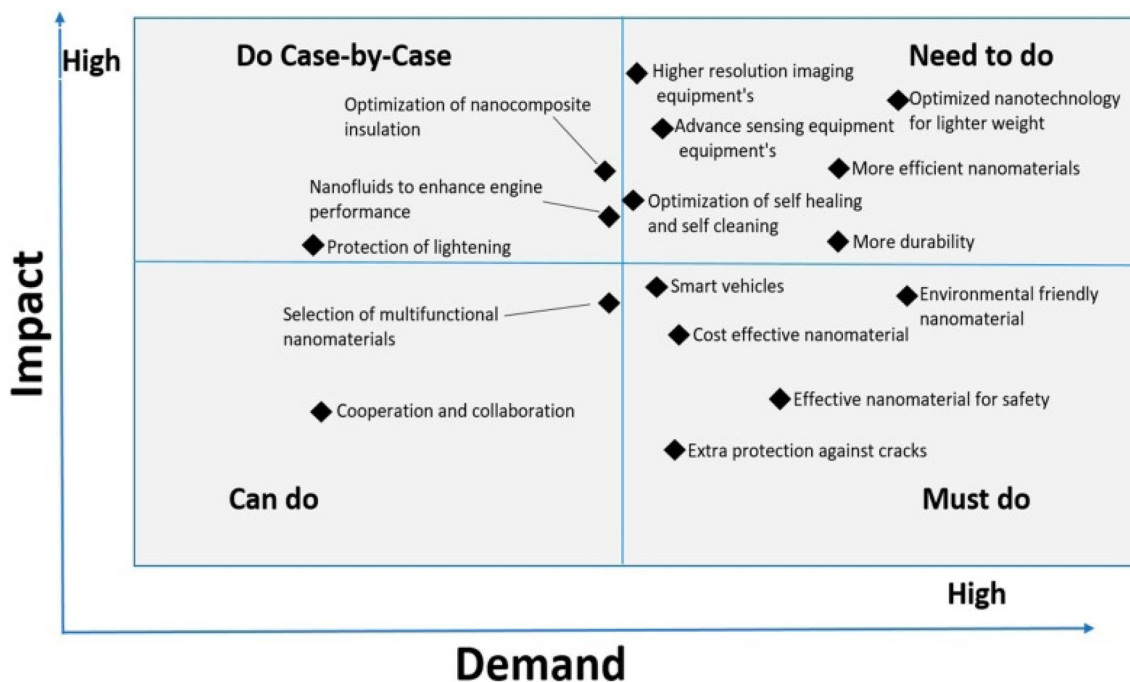 High
Do Case-by-Case
Need to do
Higher resolution imaging
equipment's
Optimized nanotechnology
for lighter weight
Optimization of nanocomposite
insulation
Advance sensing equipment
equipment's
More efficient nanomaterials
Nanofluids to enhance engine
performance
Optimization of self healing
and self cleaning
Protection of lightening
More durability
Impact
Smart vehicles
Environmental friendly
nanomaterial
Selection of multifunctional
nanomaterials
Cost effective nanomaterial
Cooperation and collaboration
Effective nanomaterial for safety
Extra protection against cracks
Can do
Must do
High
Demand